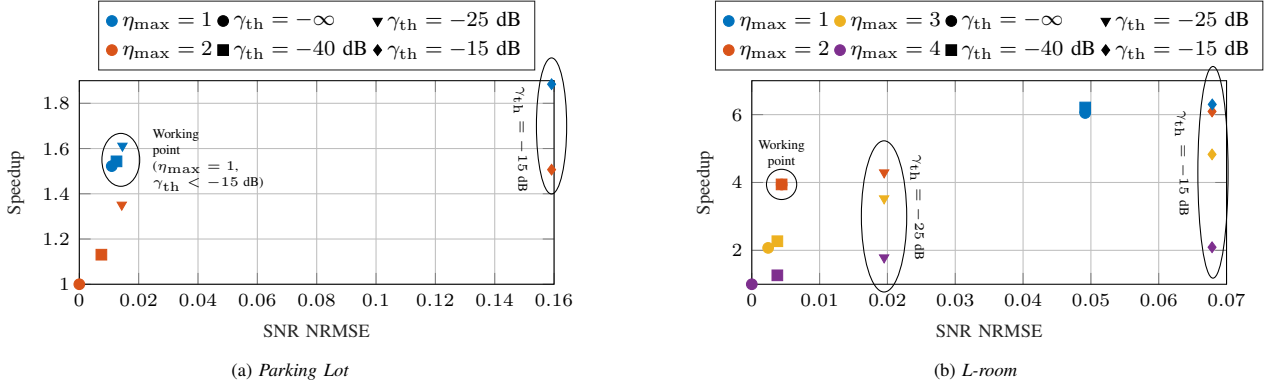 η_max = 1 γ_th = −∞ γ_th = −25 dB
η_max = 2 γ_th = −40 dB γ_th = −15 dB
1.8
1.6
1.4
1.2
1
Speedup
Working
point
(η_max = 1,
γ_th < −15 dB)
γ_th = −15 dB
0 0.02 0.04 0.06 0.08 0.1 0.12 0.14 0.16
SNR NRMSE
(a) Parking Lot
η_max = 1 η_max = 3 γ_th = −∞ γ_th = −25 dB
η_max = 2 η_max = 4 γ_th = −40 dB γ_th = −15 dB
6
4
2
Speedup
Working
point
γ_th = −25 dB
γ_th = −15 dB
0 0.01 0.02 0.03 0.04 0.05 0.06 0.07
SNR NRMSE
(b) L-room